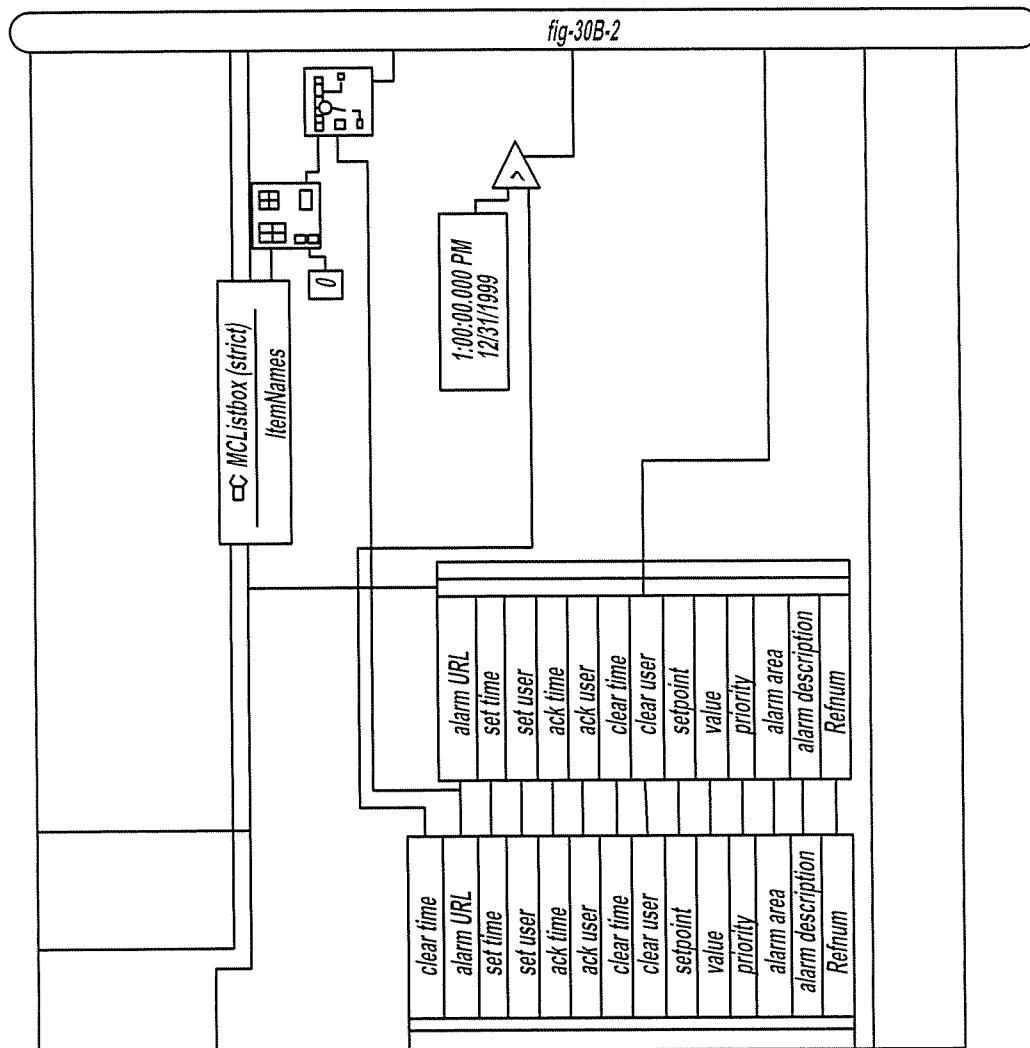 fig-30B-2
^
0
1:00:00.000 PM
12/31/1999
MCListbox (strict)
ItemNames
alarm URL
set time
set user
ack time
ack user
clear time
clear user
setpoint
value
priority
alarm area
alarm description
Refnum
clear time
alarm URL
set time
set user
ack time
ack user
clear time
clear user
setpoint
value
priority
alarm area
alarm description
Refnum